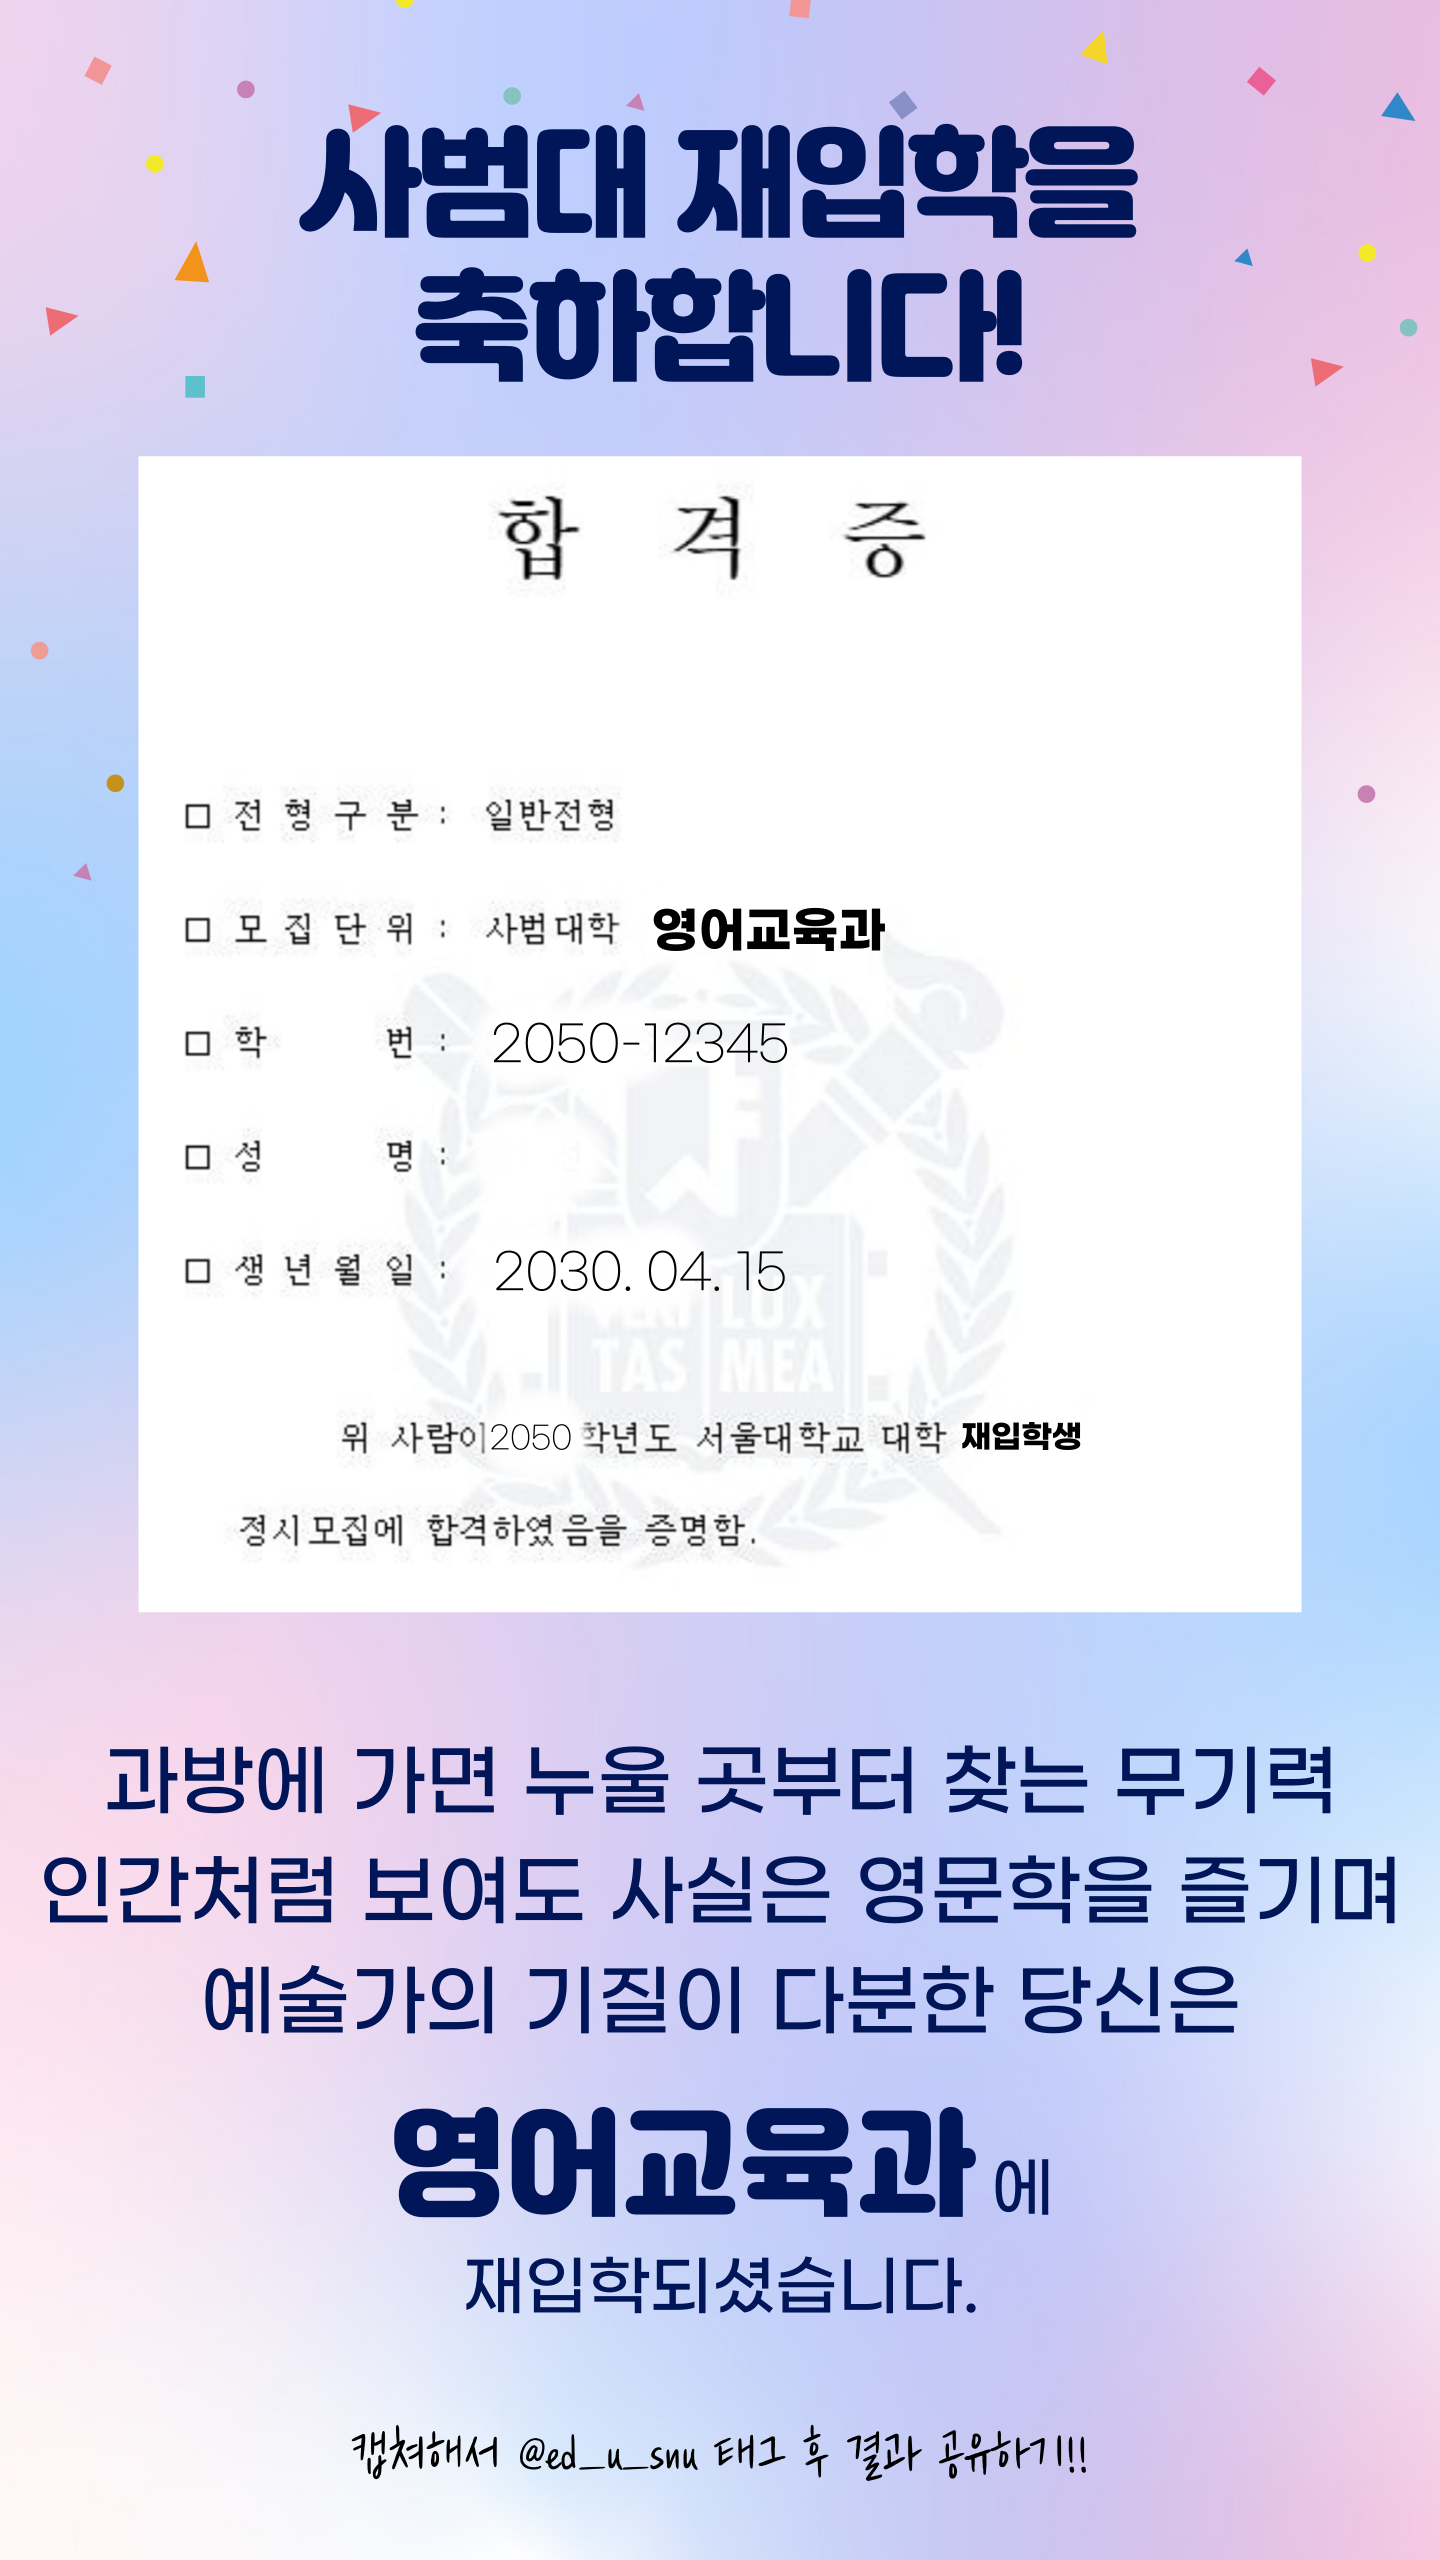 사범대 재입학을
축하합니다!
합 격 증
□ 전 형 구 분 : 일반전형
□ 모 집 단 위 : 사범대학 영어교육과
□ 학 번 : 2050-12345
□ 성 명 :
□ 생 년 월 일 : 2030. 04. 15
VERI LUX
TAS MEA
위 사람이 2050 학년도 서울대학교 대학 재입학생
정시모집에 합격하였음을 증명함.
과방에 가면 누울 곳부터 찾는 무기력
인간처럼 보여도 사실은 영문학을 즐기며
예술가의 기질이 다분한 당신은
영어교육과 에
재입학되셨습니다.
캡쳐해서 @ed_u_snu 태그 후 결과 공유하기!!